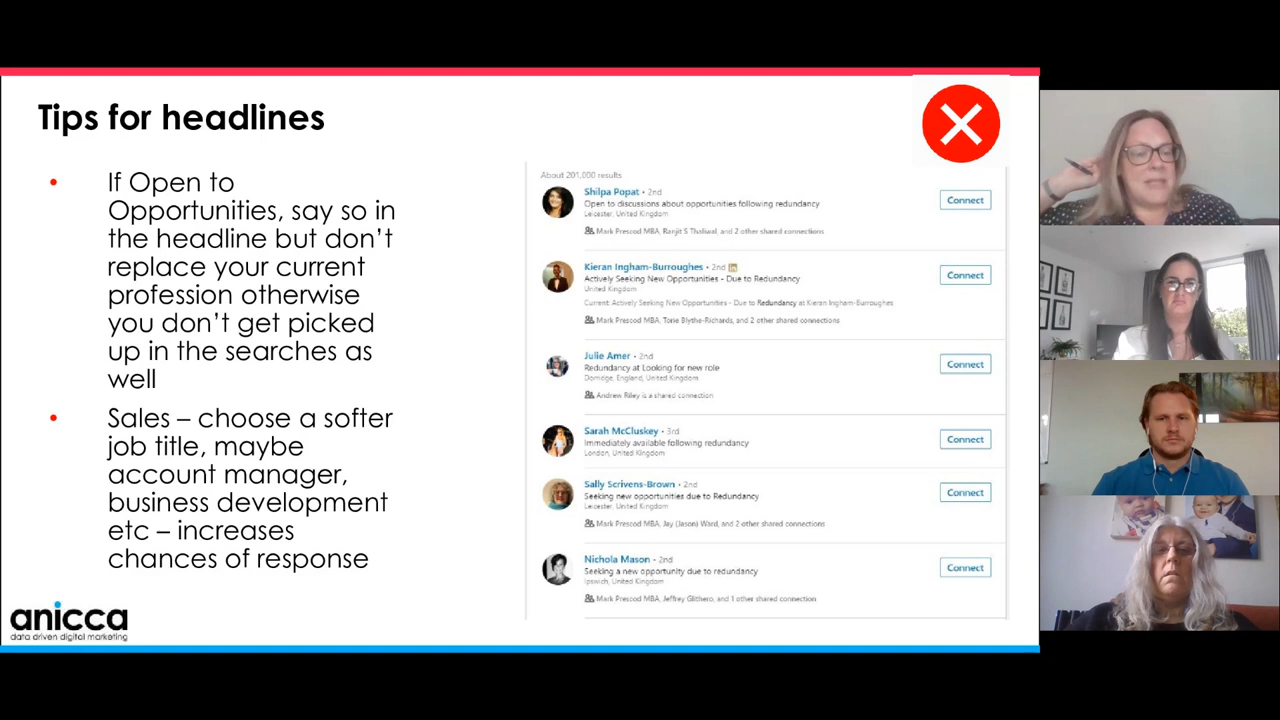 Tips for headlines
If Open to
Opportunities, say so in
the headline but don't
replace your current
profession otherwise
you don't get picked
up in the searches as
well
Sales – choose a softer
job title, maybe
account manager,
business development
etc – increases
chances of response
anicca
data driven digital marketing
About 201,000 results
Shilpa Popat • 2nd
Open to discussions about opportunities following redundancy
Leicester, United Kingdom
Mark Prescod MBA, Ranjit S Thaliwal, and 2 other shared connections
Connect
Kieran Ingham-Burroughes • 2nd in
Actively Seeking New Opportunities - Due to Redundancy
United Kingdom
Current: Actively Seeking New Opportunities - Due to Redundancy at Kieran Ingham-Burroughes
Mark Prescod MBA, Torie Blythe-Richards, and 2 other shared connections
Connect
Julie Amer • 2nd
Redundancy at Looking for new role
Dorridge, England, United Kingdom
Andrew Riley is a shared connection
Connect
Sarah McCluskey • 3rd
Immediately available following redundancy
London, United Kingdom
Connect
Sally Scrivens-Brown • 2nd
Seeking new opportunities due to Redundancy
Leicester, United Kingdom
Mark Prescod MBA, Jay (Jason) Ward, and 2 other shared connections
Connect
Nichola Mason • 2nd
Seeking a new opportunity due to redundancy
Ipswich, United Kingdom
Mark Prescod MBA, Jeffrey Glithero, and 1 other shared connection
Connect